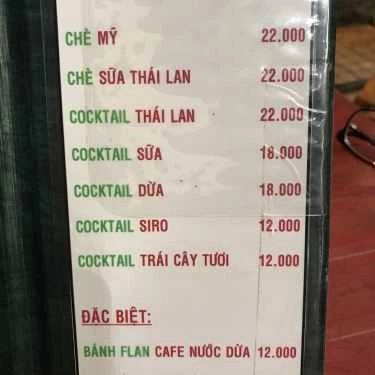 CHÈ MỸ 22.000
CHÈ SỮA THÁI LAN 22.000
COCKTAIL THÁI LAN 22.000
COCKTAIL SỮA 18.000
COCKTAIL DỪA 18.000
COCKTAIL SIRO 12.000
COCKTAIL TRÁI CÂY TƯƠI 12.000
ĐẶC BIỆT:
BÁNH FLAN CAFE NƯỚC DỪA 12.000